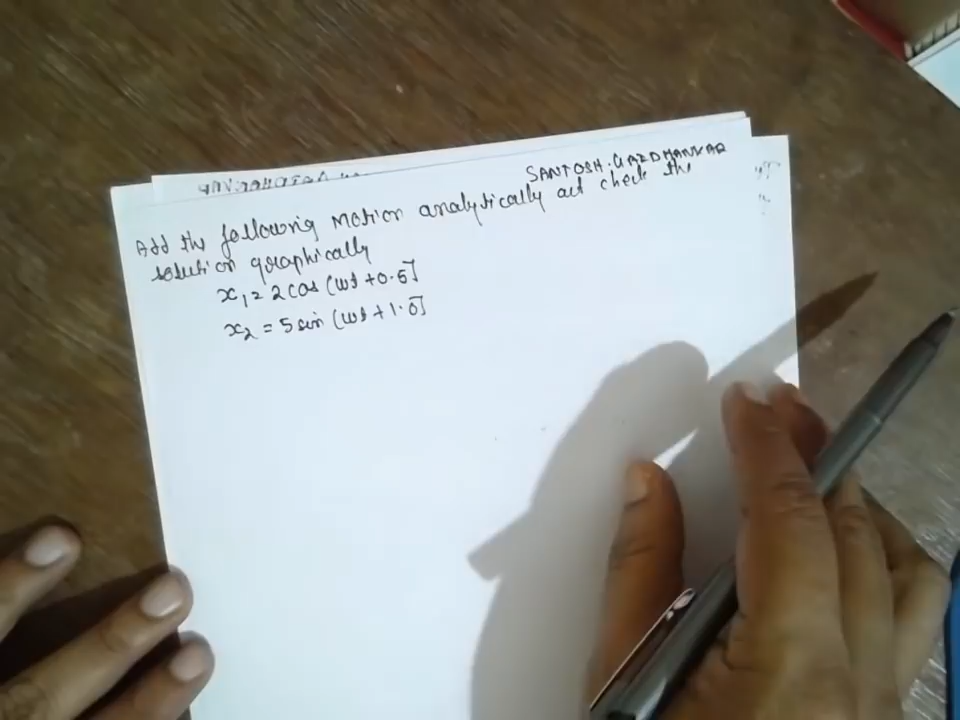 SANTOSH.GAZDHANKAR
Add the following Motion analytically act check the
solution graphically
x₁ = 2 cos (ωt + 0.5]
x₂ = 5 sin (ωt + 1.0]